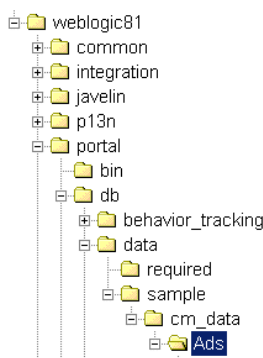 weblogic81
common
integration
javelin
p13n
portal
bin
db
behavior_tracking
data
required
sample
cm_data
Ads